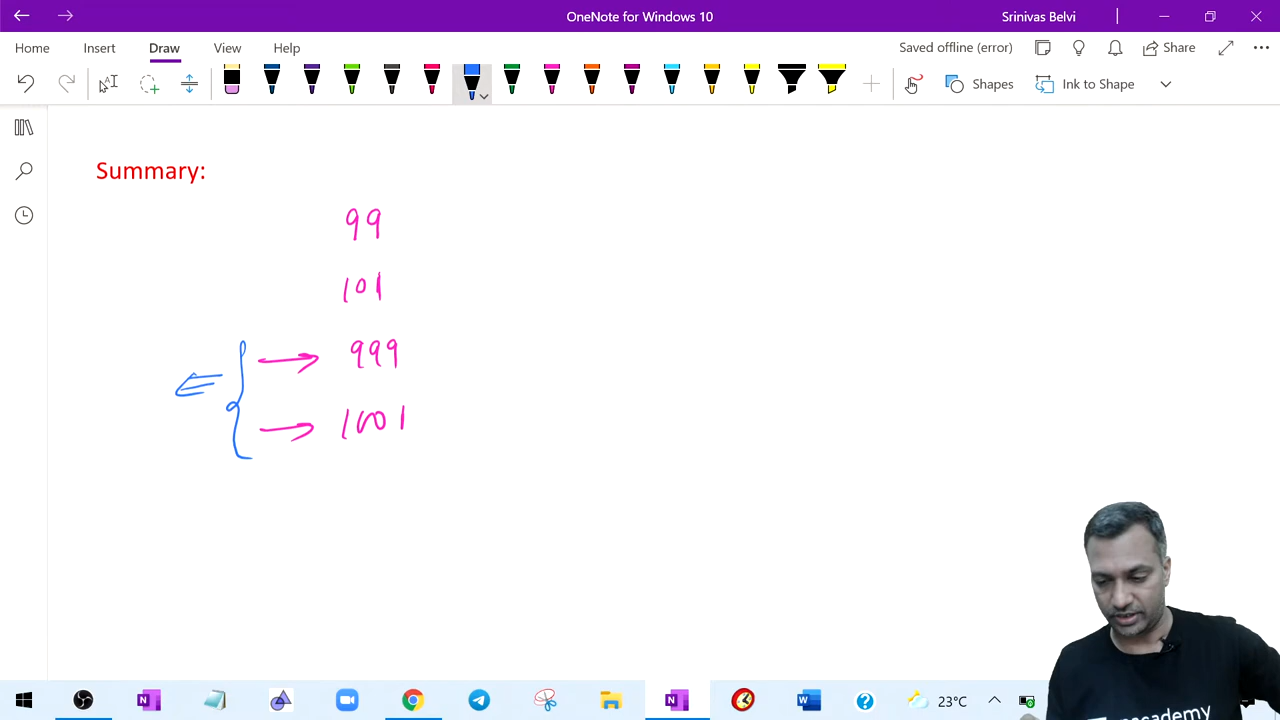 OneNote for Windows 10
Srinivas Belvi
Home Insert Draw View Help
Saved offline (error) Share
Shapes Ink to Shape
Summary:
99
101
999
1001
23°C